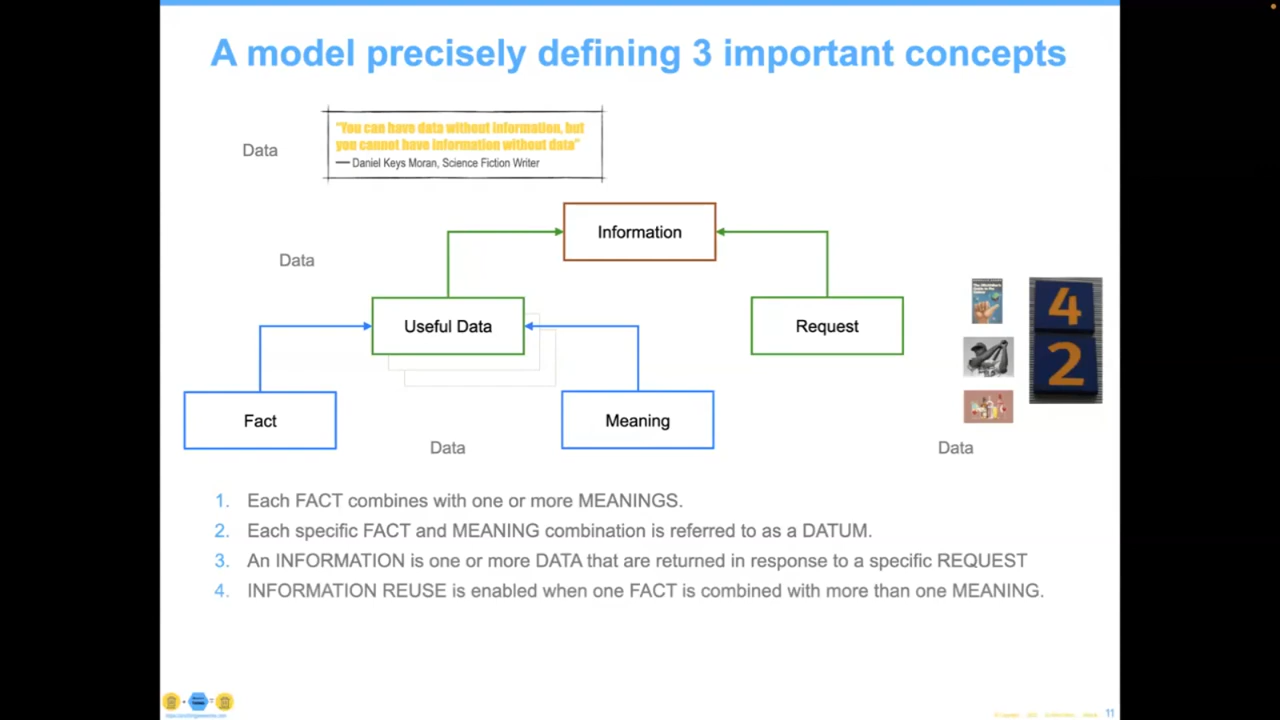 A model precisely defining 3 important concepts
Data
"You can have data without information, but
you cannot have information without data"
— Daniel Keys Moran, Science Fiction Writer
Information
Data
Useful Data
Request
4
2
Fact
Meaning
Data
Data
1. Each FACT combines with one or more MEANINGS.
2. Each specific FACT and MEANING combination is referred to as a DATUM.
3. An INFORMATION is one or more DATA that are returned in response to a specific REQUEST
4. INFORMATION REUSE is enabled when one FACT is combined with more than one MEANING.
11